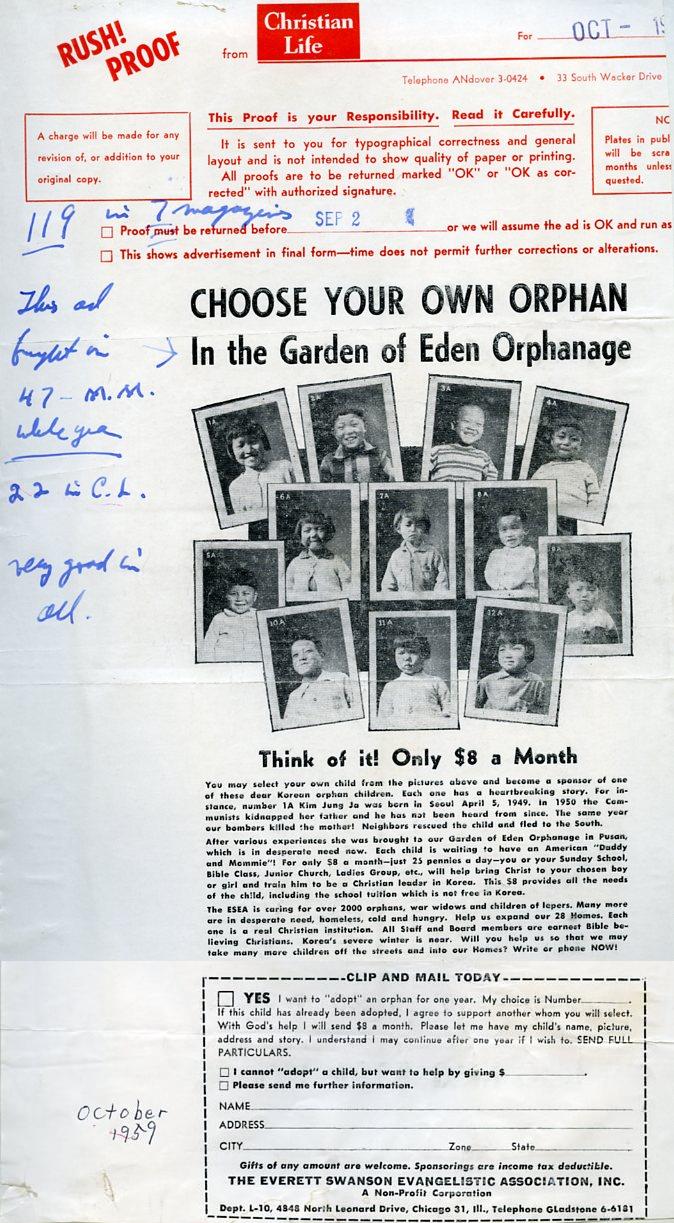 RUSH!
PROOF
from
Christian
Life
For OCT - 19
Telephone ANdover 3-0424 • 33 South Wacker Drive
A charge will be made for any
revision of, or addition to your
original copy.
This Proof is your Responsibility. Read it Carefully.
It is sent to you for typographical correctness and general
layout and is not intended to show quality of paper or printing.
All proofs are to be returned marked "OK" or "OK as cor-
rected" with authorized signature.
NC
Plates in publ
will be scra
months unless
quested.
119
in 7 magazines
Proof must be returned before SEP 2 or we will assume the ad is OK and run as
This shows advertisement in final form—time does not permit further corrections or alterations.
This ad
in
47 - M.M.
22 in C.L.
very good in
all.
CHOOSE YOUR OWN ORPHAN
In the Garden of Eden Orphanage
1A
2A
3A
4A
5A
6A
7A
8A
9A
10A
11A
12A
Think of it! Only $8 a Month
You may select your own child from the pictures above and become a sponsor of one
of these dear Korean orphan children. Each one has a heartbreaking story. For in-
stance, number 1A Kim Jung Ja was born in Seoul April 5, 1949. In 1950 the Com-
munists kidnapped her father and he has not been heard from since. The same year
our bombers killed the mother! Neighbors rescued the child and fled to the South.
After various experiences she was brought to our Garden of Eden Orphanage in Pusan,
which is in desperate need now. Each child is waiting to have an American "Daddy
and Mommie"! For only $8 a month—just 25 pennies a day—you or your Sunday School,
Bible Class, Junior Church, Ladies Group, etc., will help bring Christ to your chosen boy
or girl and train him to be a Christian leader in Korea. This $8 provides all the needs
of the child, including the school tuition which is not free in Korea.
The ESEA is caring for over 2000 orphans, war widows and children of lepers. Many more
are in desperate need, homeless, cold and hungry. Help us expand our 28 Homes. Each
one is a real Christian institution. All Staff and Board members are earnest Bible be-
lieving Christians. Korea's severe winter is near. Will you help us so that we may
take many more children off the streets and into our Homes? Write or phone NOW!
CLIP AND MAIL TODAY
YES I want to "adopt" an orphan for one year. My choice is Number
If this child has already been adopted, I agree to support another whom you will select.
With God's help I will send $8 a month. Please let me have my child's name, picture,
address and story. I understand I may continue after one year if I wish to. SEND FULL
PARTICULARS.
I cannot "adopt" a child, but want to help by giving $
Please send me further information.
NAME
ADDRESS
CITY Zone State
Gifts of any amount are welcome. Sponsorings are income tax deductible.
THE EVERETT SWANSON EVANGELISTIC ASSOCIATION, INC.
A Non-Profit Corporation
Dept. L-10, 4848 North Leonard Drive, Chicago 31, Ill., Telephone GLadstone 6-6181
October
1959